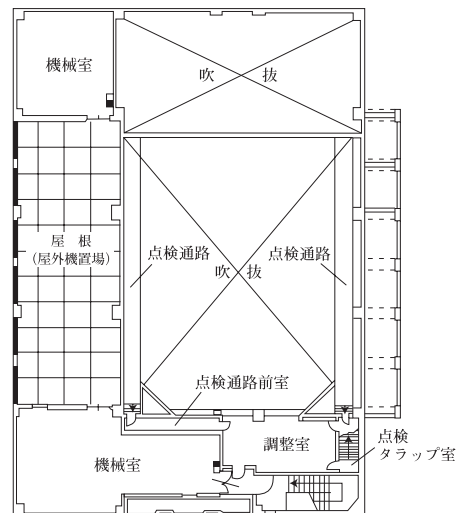 機械室
吹 抜
屋 根
(屋外機置場)
点検通路
点検通路
吹 抜
点検通路前室
調整室
点検
タラップ室
機械室